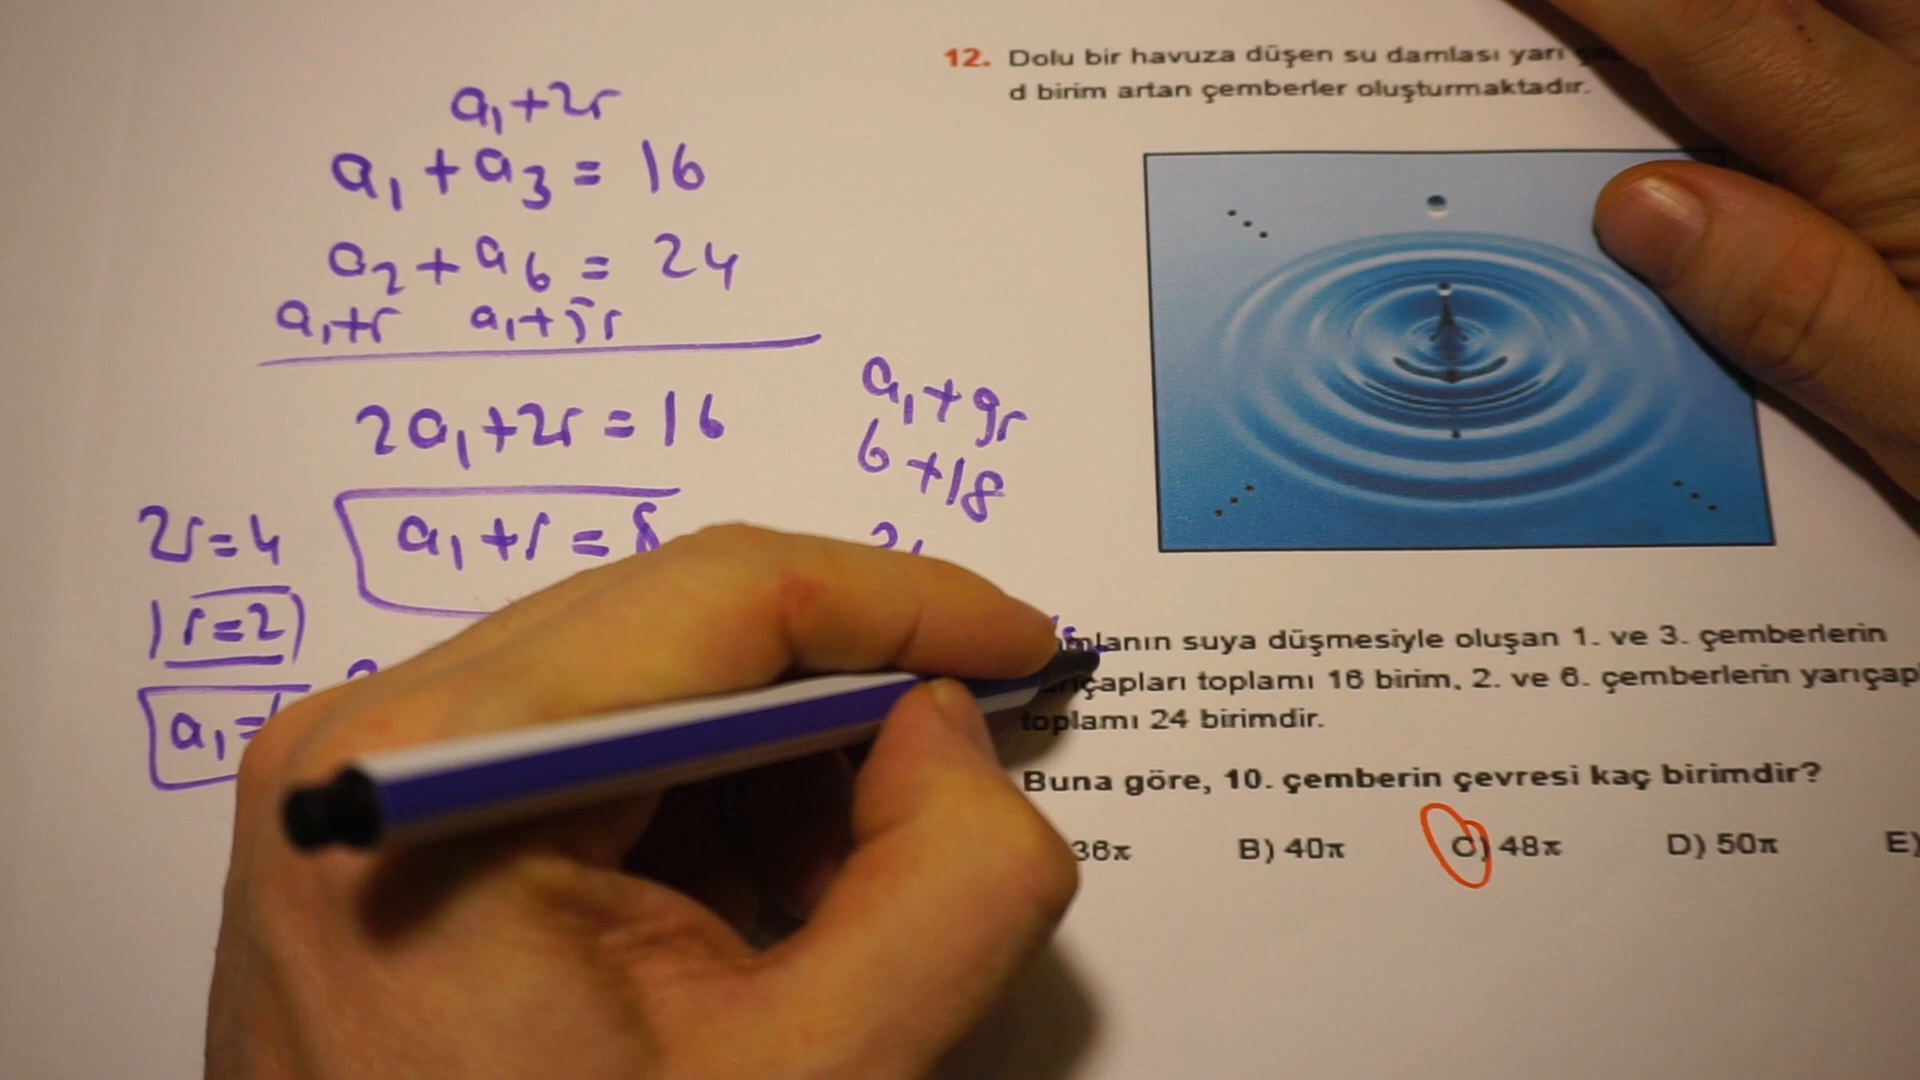 a₁+2r
a₁+a₃=16
a₂+a₆=24
a₁+r a₁+5r
2a₁+2r=16
a₁+r=8
2r=4
r=2
a₁=
a₁+9r
6+18
12. Dolu bir havuza düşen su damlası yarı
d birim artan çemberler oluşturmaktadır.
suya düşmesiyle oluşan 1. ve 3. çemberlerin
toplamı 16 birim, 2. ve 6. çemberlerin
toplamı 24 birimdir.
Buna göre, 10. çemberin çevresi kaç birimdir?
36π B) 40π C) 48π D) 50π E)